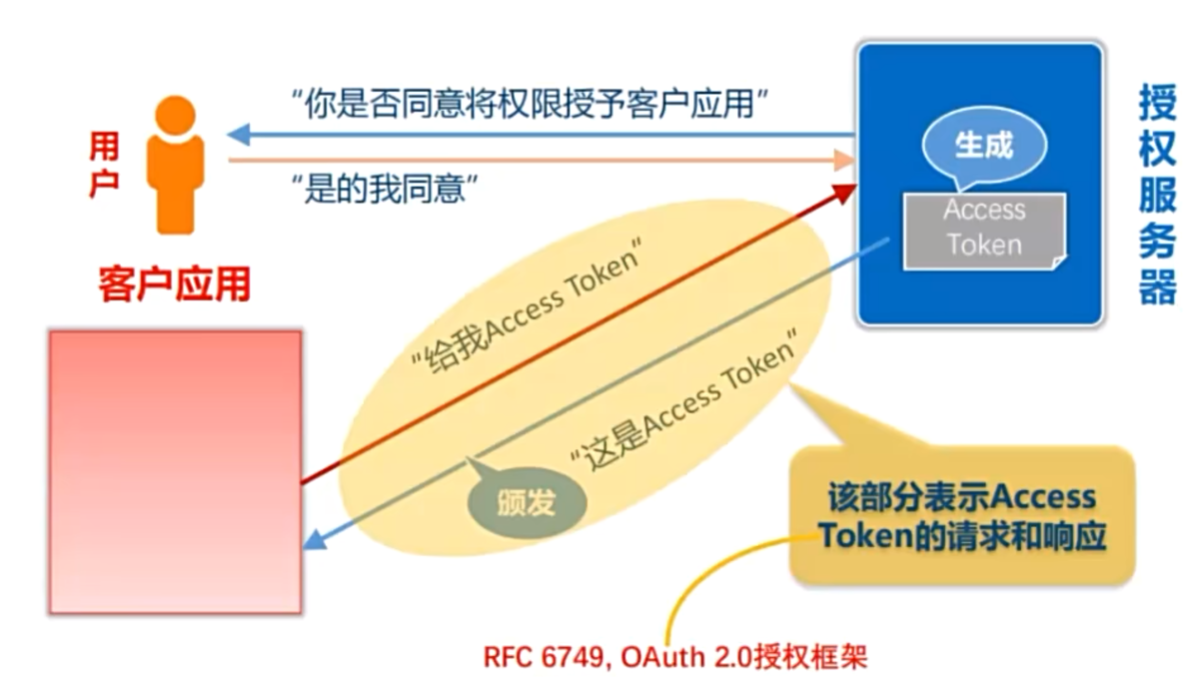 “你是否同意将权限授予客户应用”
用户
“是的我同意”
授权服务器
生成
Access
Token
客户应用
“给我Access Token”
“这是Access Token”
颁发
该部分表示Access
Token的请求和响应
RFC 6749, OAuth 2.0授权框架